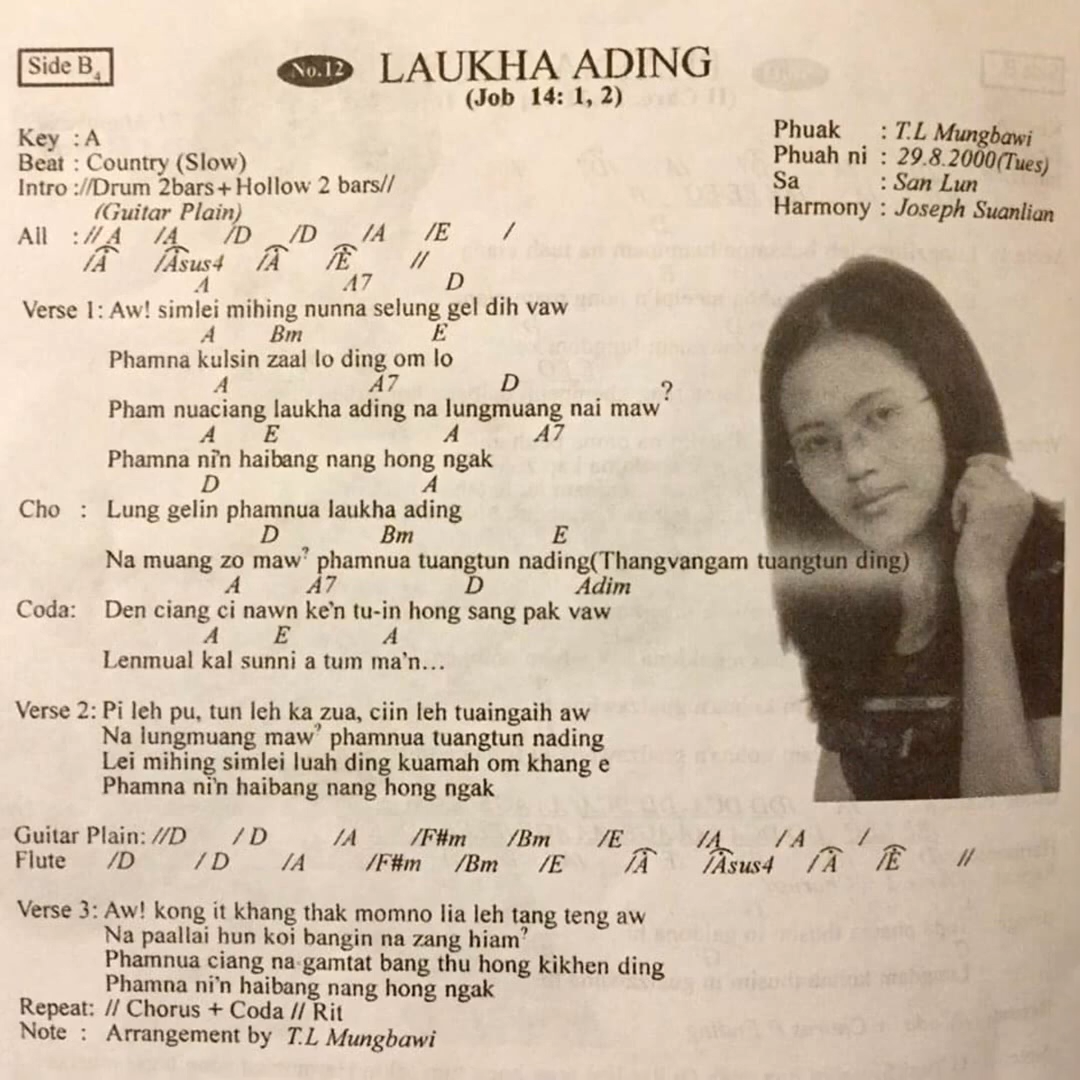 Side B4
No.12 LAUKHA ADING
(Job 14: 1, 2)
Key : A
Beat : Country (Slow)
Intro ://Drum 2bars+Hollow 2 bars//
(Guitar Plain)
Phuak : T.L Mungbawi
Phuah ni : 29.8.2000(Tues)
Sa : San Lun
Harmony : Joseph Suanlian
All : // A /A /D /D /A /E /
/A /Asus4 /A /E //
A A7 D
Verse 1: Aw! simlei mihing nunna selung gel dih vaw
A Bm E
Phamna kulsin zaal lo ding om lo
A A7 D
Pham nuaciang laukha ading na lungmuang nai maw?
A E A A7
Phamna ni'n haibang nang hong ngak
D A
Cho : Lung gelin phamnua laukha ading
D Bm E
Na muang zo maw? phamnua tuangtun nading(Thangvangam tuangtun ding)
A A7 D Adim
Coda: Den ciang ci nawn ke'n tu-in hong sang pak vaw
A E A
Lenmual kal sunni a tum ma'n...
Verse 2: Pi leh pu, tun leh ka zua, ciin leh tuaingaih aw
Na lungmuang maw? phamnua tuangtun nading
Lei mihing simlei luah ding kuamah om khang e
Phamna ni'n haibang nang hong ngak
Guitar Plain: //D / D /A /F#m /Bm /E /A / A /
Flute /D / D /A /F#m /Bm /E /A /Asus4 / A /E //
Verse 3: Aw! kong it khang thak momno lia leh tang teng aw
Na paallai hun koi bangin na zang hiam?
Phamnua ciang na gamtat bang thu hong kikhen ding
Phamna ni'n haibang nang hong ngak
Repeat: // Chorus + Coda // Rit
Note : Arrangement by T.L Mungbawi